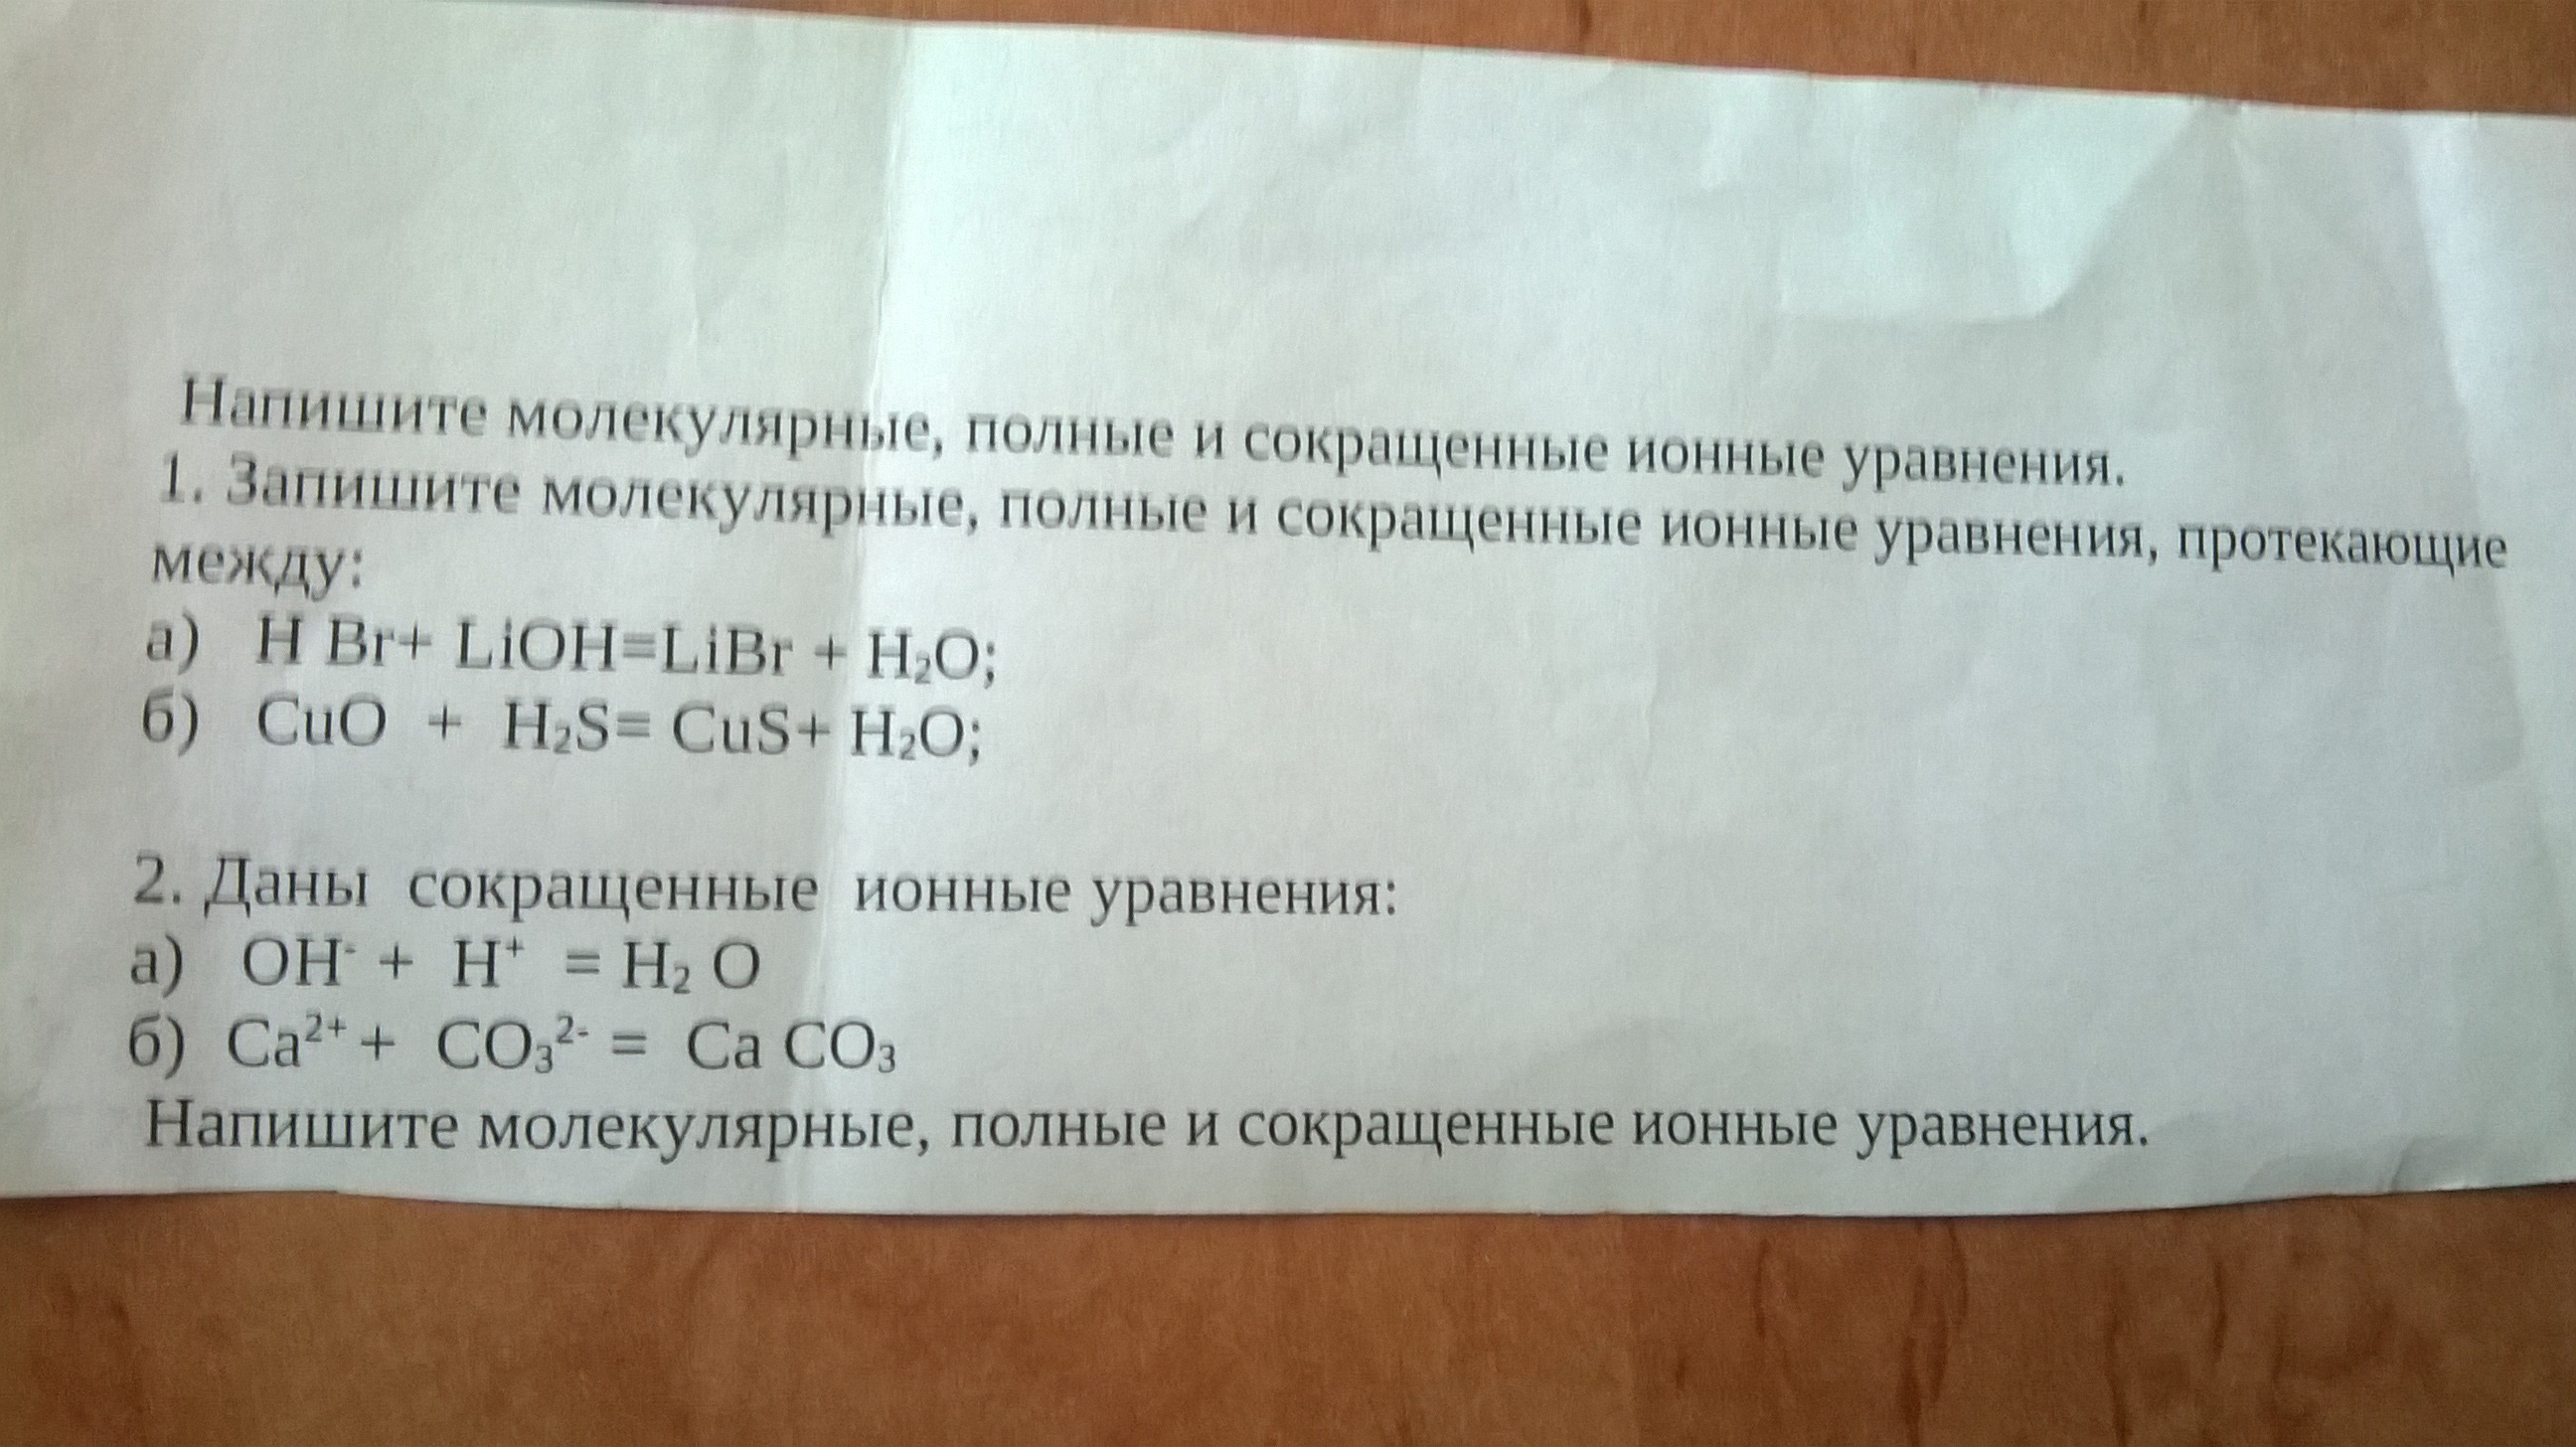 Напишите молекулярные, полные и сокращенные ионные уравнения.
1. Запишите молекулярные, полные и сокращенные ионные уравнения, протекающие
между:
а) H Br+ LiOH=LiBr + H₂O;
б) CuO + H₂S= CuS+ H₂O;
2. Даны сокращенные ионные уравнения:
а) OH⁻ + H⁺ = H₂ O
б) Ca²⁺ + CO₃²⁻ = Ca CO₃
Напишите молекулярные, полные и сокращенные ионные уравнения.